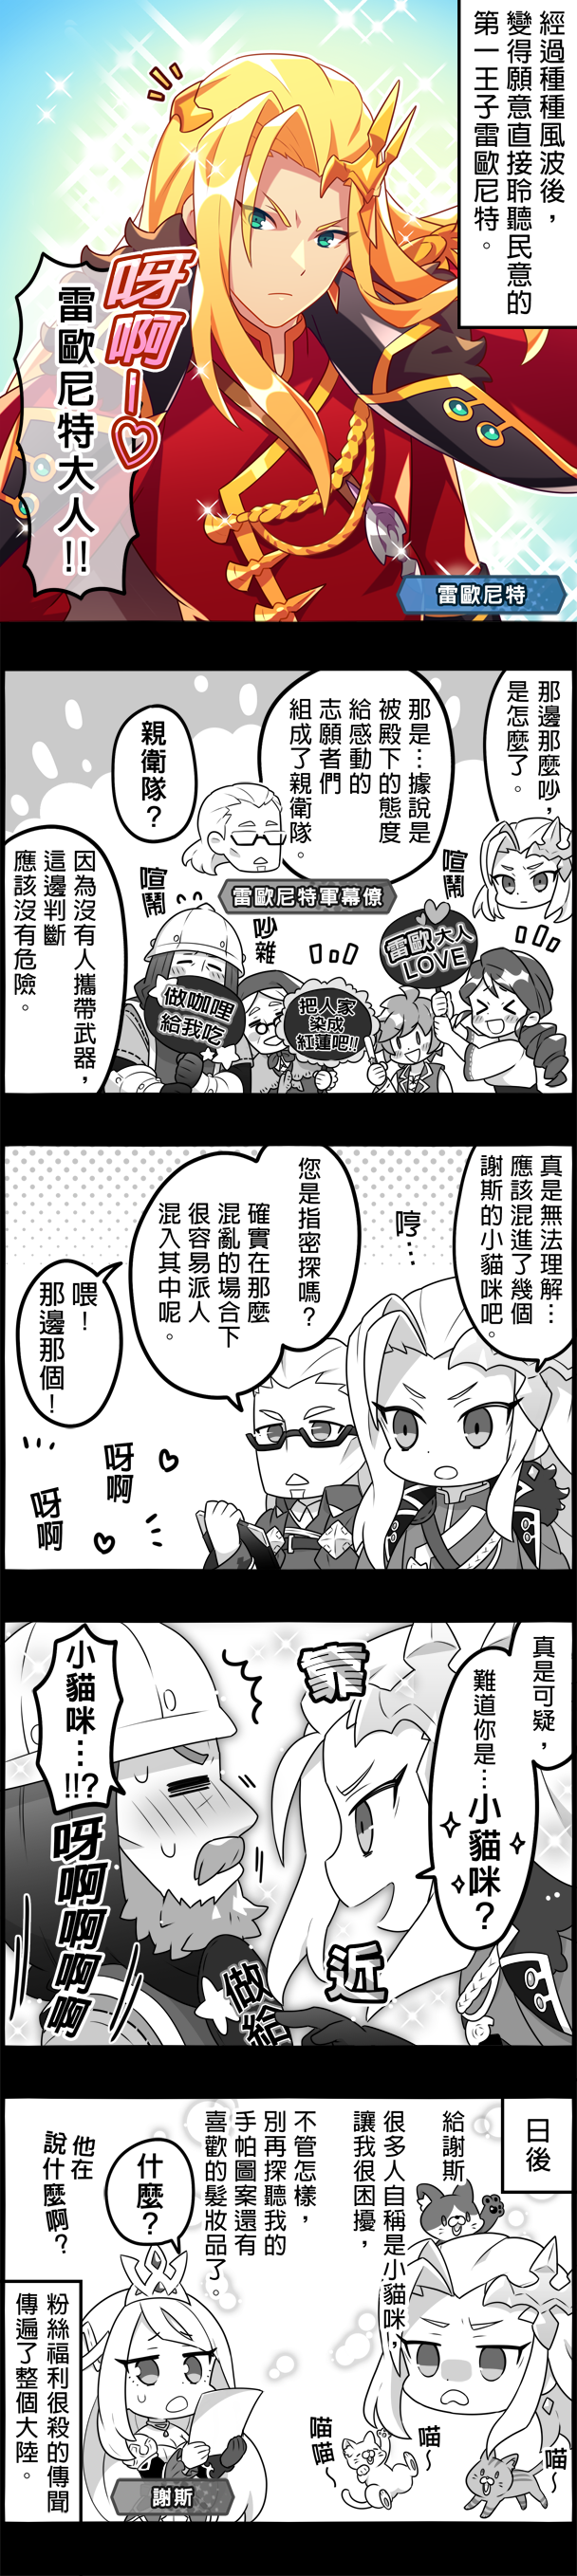 經過種種風波後，
變得願意直接聆聽民意的
第一王子雷歐尼特。
呀啊—♡
雷歐尼特大人!!
雷歐尼特
那邊那麼吵，
是怎麼了。
那是…據說是
被殿下的態度
給感動的
志願者們
組成了親衛隊。
親衛隊？
雷歐尼特軍幕僚
因為沒有人攜帶武器，
這邊判斷
應該沒有危險。
喧鬧
吵雜
喧鬧
雷歐大人
LOVE
把人家
染成
紅蓮吧!!
做咖哩
給我吃
真是無法理解…
應該混進了幾個
謝斯的小貓咪吧。
哼…
您是指密探嗎？
確實在那麼
混亂的場合下
很容易派人
混入其中呢。
喂！
那邊那個！
呀啊
呀啊
真是可疑，
難道你是…小貓咪？
靠
近
小貓咪…!!?
呀啊啊啊啊
做
給
日後
給謝斯
很多人自稱是小貓咪，
讓我很困擾，
不管怎樣，
別再探聽我的
手帕圖案還有
喜歡的髮妝品了。
喵～
喵～
喵喵～
什麼？
他在
說什麼啊？
謝斯
粉絲福利很殺的傳聞
傳遍了整個大陸。